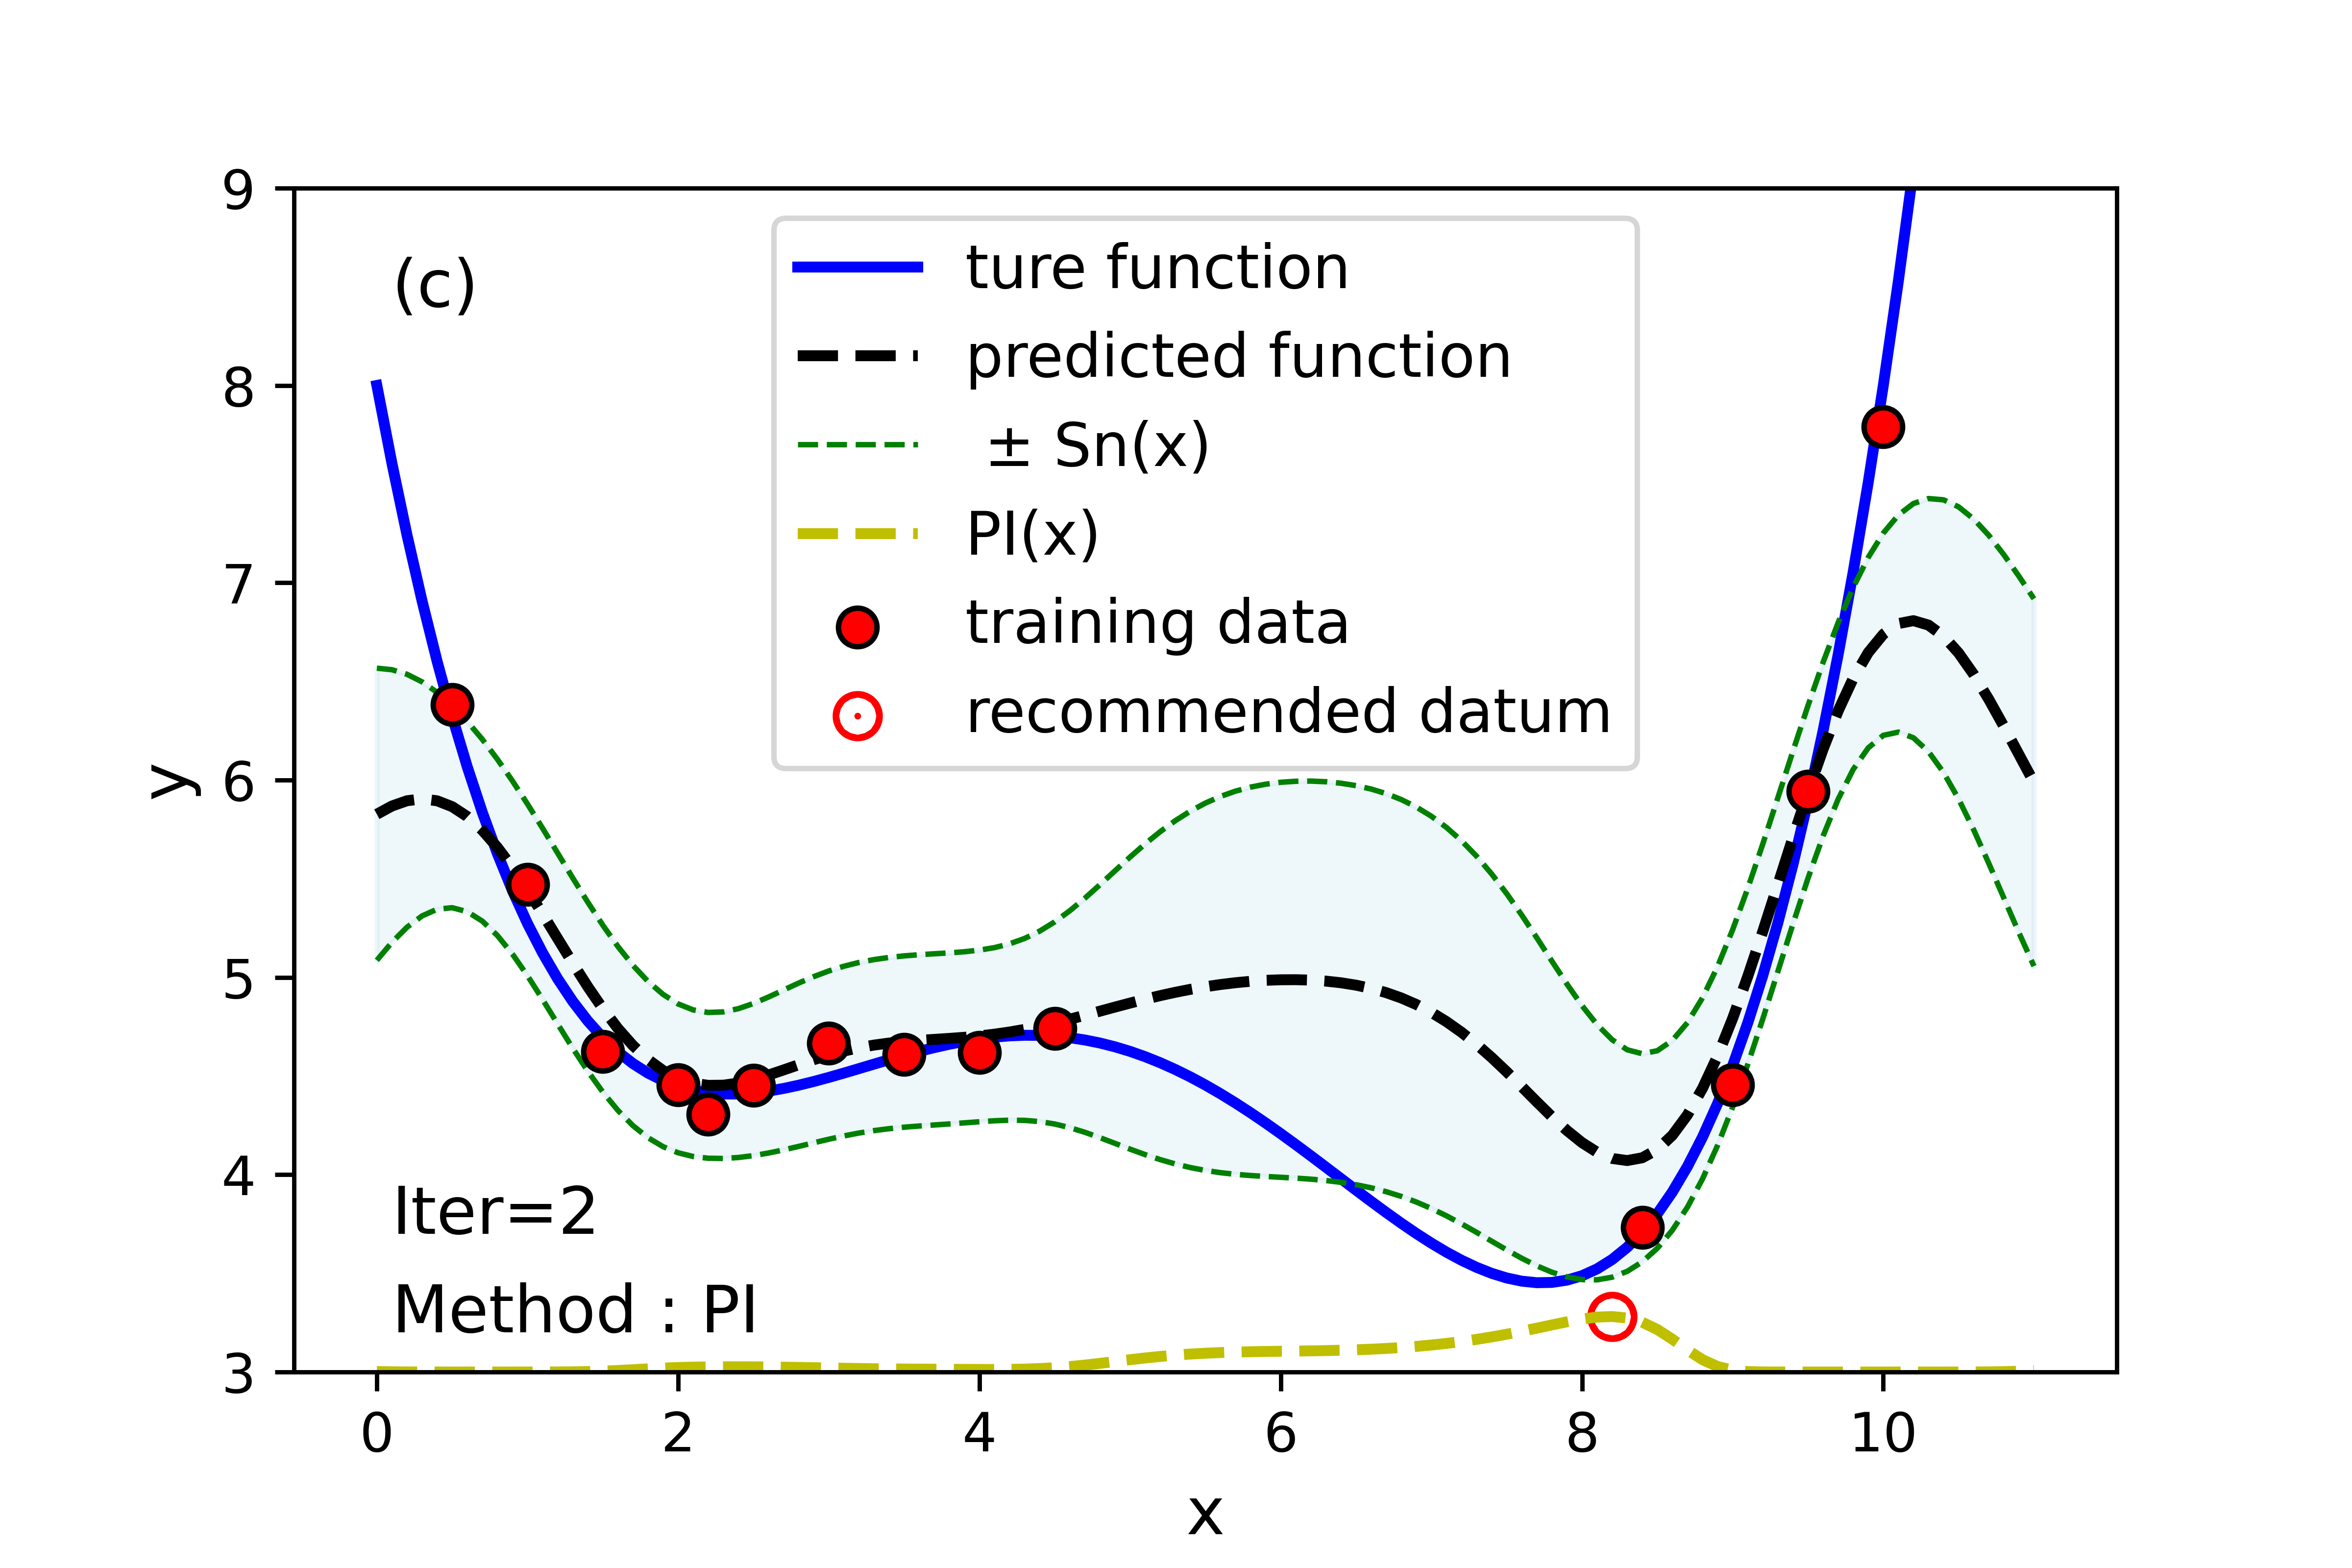 (c)
ture function
predicted function
± Sn(x)
PI(x)
training data
recommended datum
9
8
7
6
5
4
3
y
Iter=2
Method : PI
0 2 4 6 8 10
x